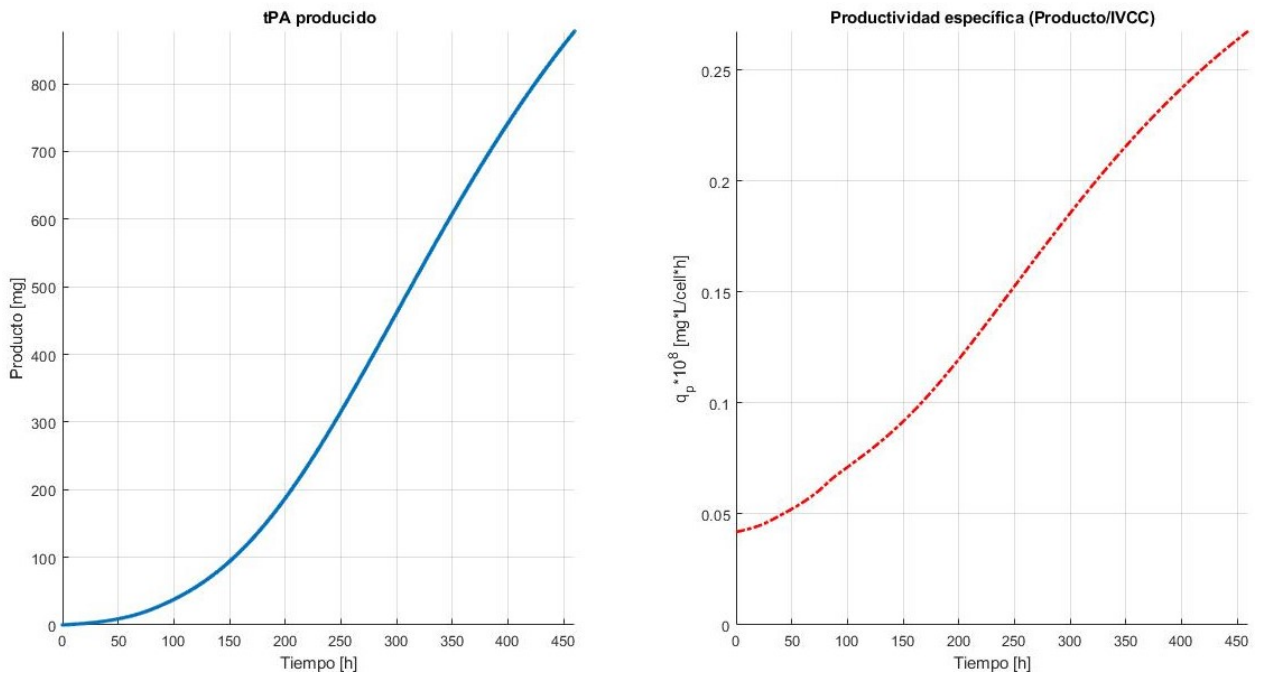 tPA producido
Producto [mg]
800
700
600
500
400
300
200
100
0
0 50 100 150 200 250 300 350 400 450
Tiempo [h]
Productividad específica (Producto/IVCC)
q_p*10^8 [mg*L/cell*h]
0.25
0.2
0.15
0.1
0.05
0
0 50 100 150 200 250 300 350 400 450
Tiempo [h]